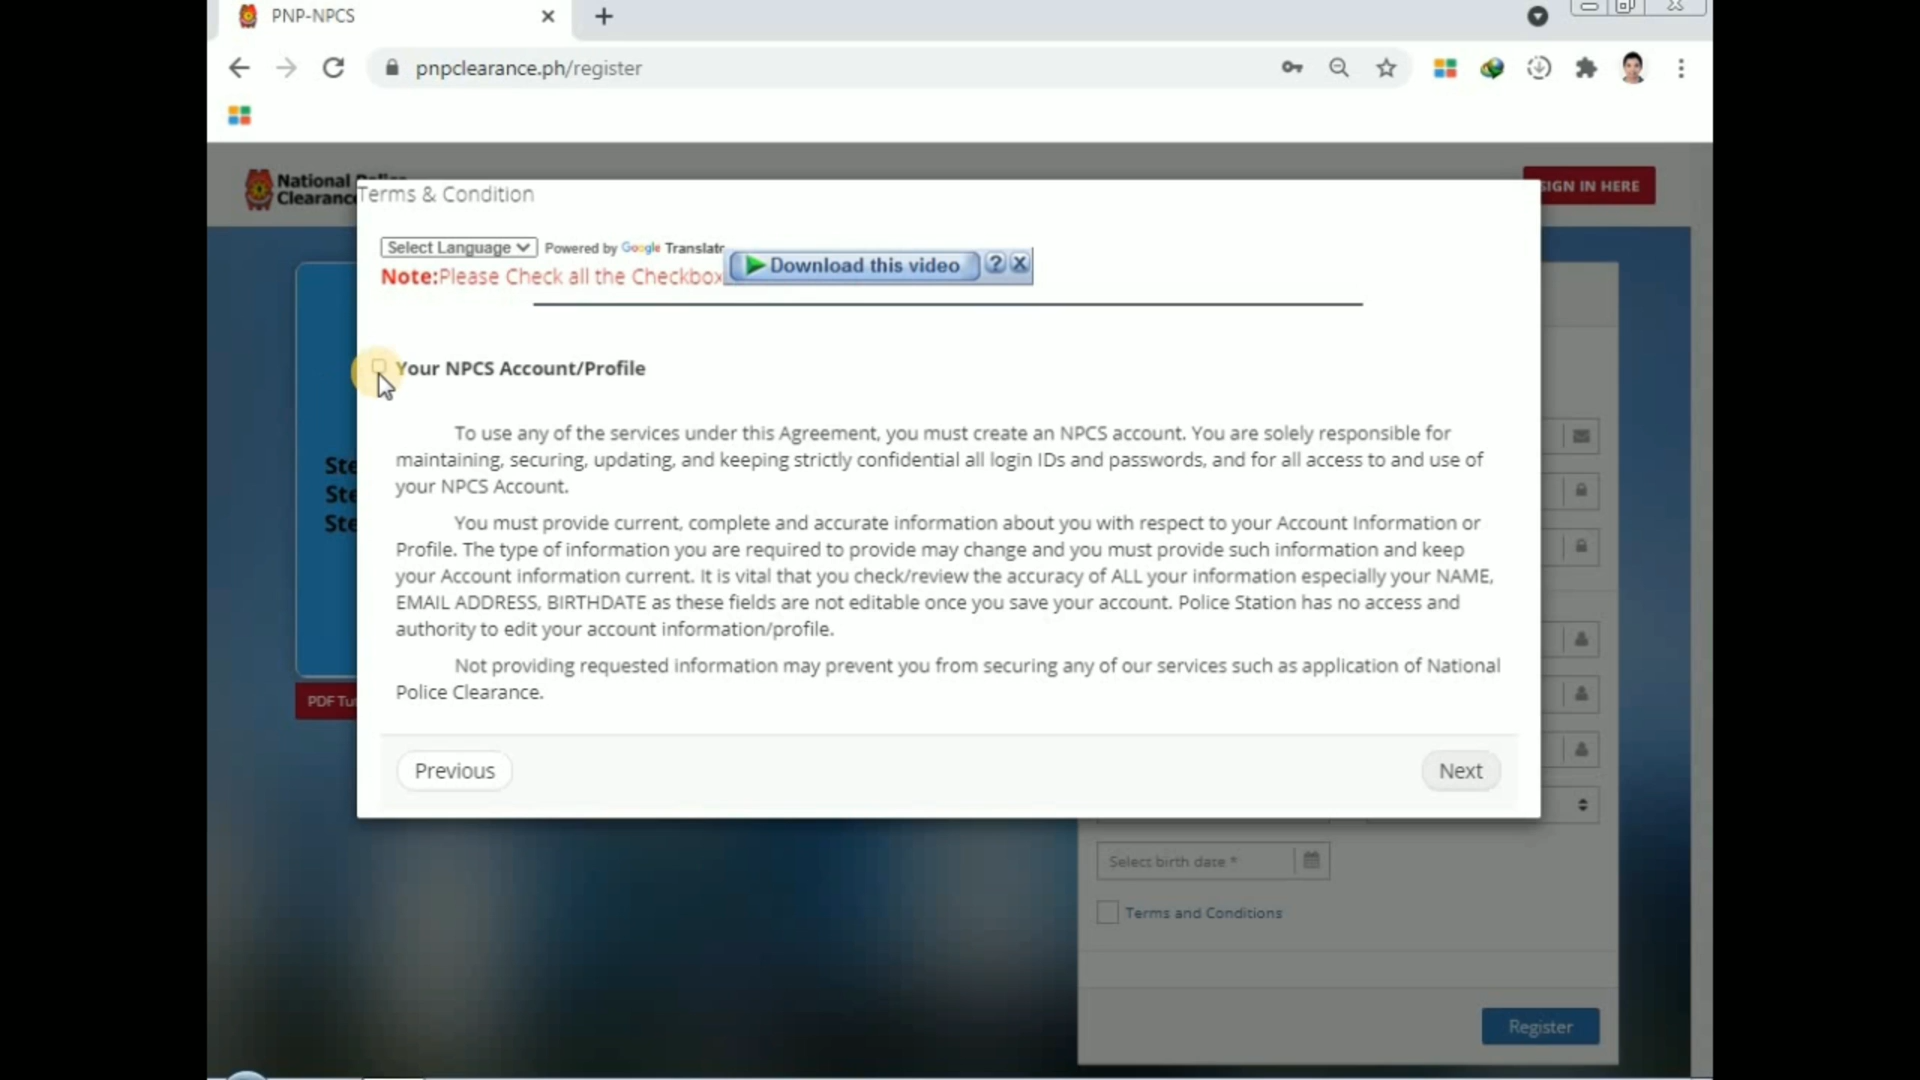 PNP-NPCS
pnpclearance.ph/register
National Police
Clearance
SIGN IN HERE
Terms & Condition
Select Language
Powered by Google Translate
Download this video
Note:Please Check all the Checkbox
Your NPCS Account/Profile
To use any of the services under this Agreement, you must create an NPCS account. You are solely responsible for
maintaining, securing, updating, and keeping strictly confidential all login IDs and passwords, and for all access to and use of
your NPCS Account.
You must provide current, complete and accurate information about you with respect to your Account Information or
Profile. The type of information you are required to provide may change and you must provide such information and keep
your Account information current. It is vital that you check/review the accuracy of ALL your information especially your NAME,
EMAIL ADDRESS, BIRTHDATE as these fields are not editable once you save your account. Police Station has no access and
authority to edit your account information/profile.
Not providing requested information may prevent you from securing any of our services such as application of National
Police Clearance.
Ste
Ste
Ste
PDF Tu
Previous
Next
Select birth date *
Terms and Conditions
Register